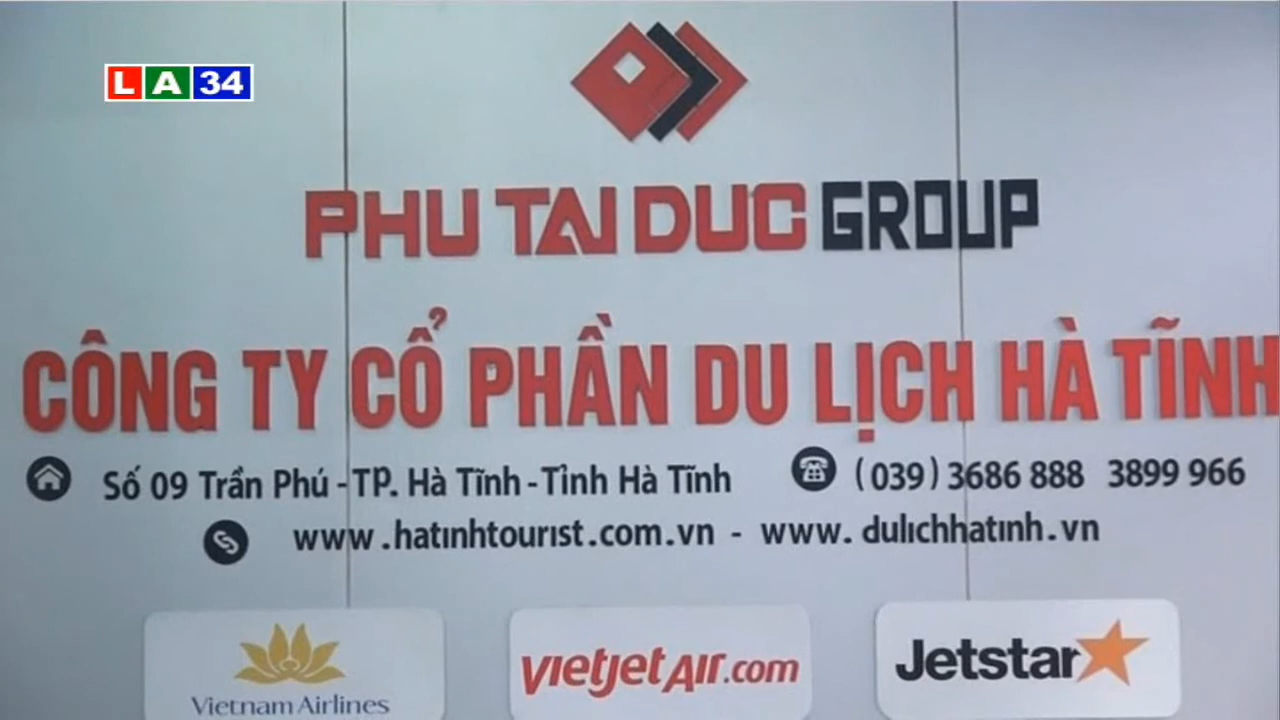 LA34
PHU TAI DUC GROUP
CÔNG TY CỔ PHẦN DU LỊCH HÀ TĨNH
Số 09 Trần Phú - TP. Hà Tĩnh - Tỉnh Hà Tĩnh
(039) 3686 888 3899 966
www.hatinhtourist.com.vn - www.dulichhatinh.vn
Vietnam Airlines
vietjetAir.com
Jetstar